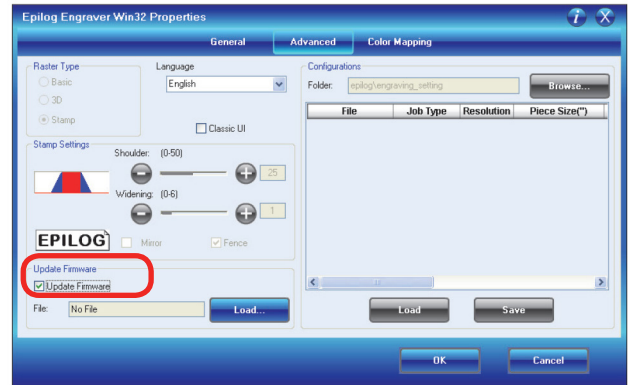 Epilog Engraver Win32 Properties
General Advanced Color Mapping
Raster Type
Basic
3D
Stamp
Language
English
Classic UI
Stamp Settings
Shoulder: (0-50)
25
Widening: (0-6)
1
EPILOG
Mirror
Fence
Update Firmware
Update Firmware
File: No File
Load...
Configurations
Folder: epilog\engraving_setting
Browse...
File Job Type Resolution Piece Size(")
Load Save
OK Cancel